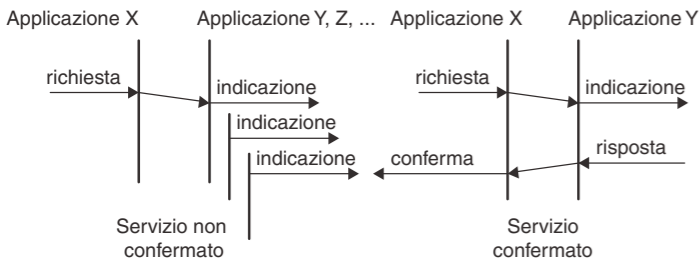 Applicazione X
Applicazione Y, Z, ...
Applicazione X
Applicazione Y
richiesta
indicazione
indicazione
indicazione
richiesta
indicazione
conferma
risposta
Servizio non
confermato
Servizio
confermato